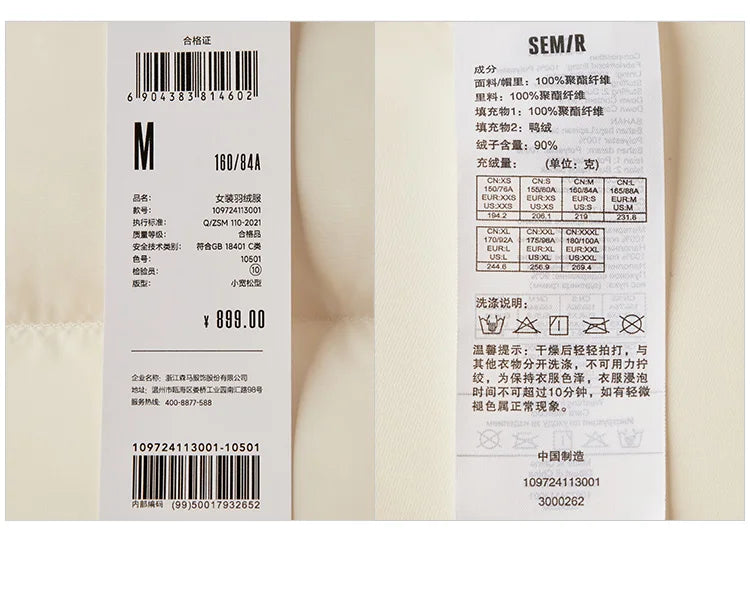 合格证
6 904383 814602
M
160/84A
品名: 女装羽绒服
款号: 109724113001
执行标准: Q/ZSM 110-2021
质量等级: 合格品
安全技术类别: 符合GB 18401 C类
色号: 10501
检验员: 10
版型: 小宽松型
¥ 899.00
企业名称: 浙江森马服饰股份有限公司
地址: 温州市瓯海区娄桥工业园南汇路98号
服务热线: 400-8877-588
109724113001-10501
内部编码 (99)50017932652
SEMIR
成分
面料/帽里: 100%聚酯纤维
里料: 100%聚酯纤维
填充物1: 100%聚酯纤维
填充物2: 鸭绒
绒子含量: 90%
充绒量: (单位: 克)
CN:XS CN:S CN:M CN:L
150/76A 155/80A 160/84A 165/88A
EUR:XXS EUR:XS EUR:S EUR:M
US:XXS US:XS US:S US:M
194.2 206.1 219 231.8
CN:XL CN:XXL CN:XXXL
170/92A 175/96A 180/100A
EUR:L EUR:XL EUR:XXL
US:L US:XL US:XXL
244.6 256.9 269.4
洗涤说明:
温馨提示: 干燥后轻轻拍打, 与
其他衣物分开洗涤, 不可用力拧
绞, 为保持衣服色泽, 衣服浸泡
时间不可超过10分钟, 如有轻微
褪色属正常现象。
中国制造
109724113001
3000262